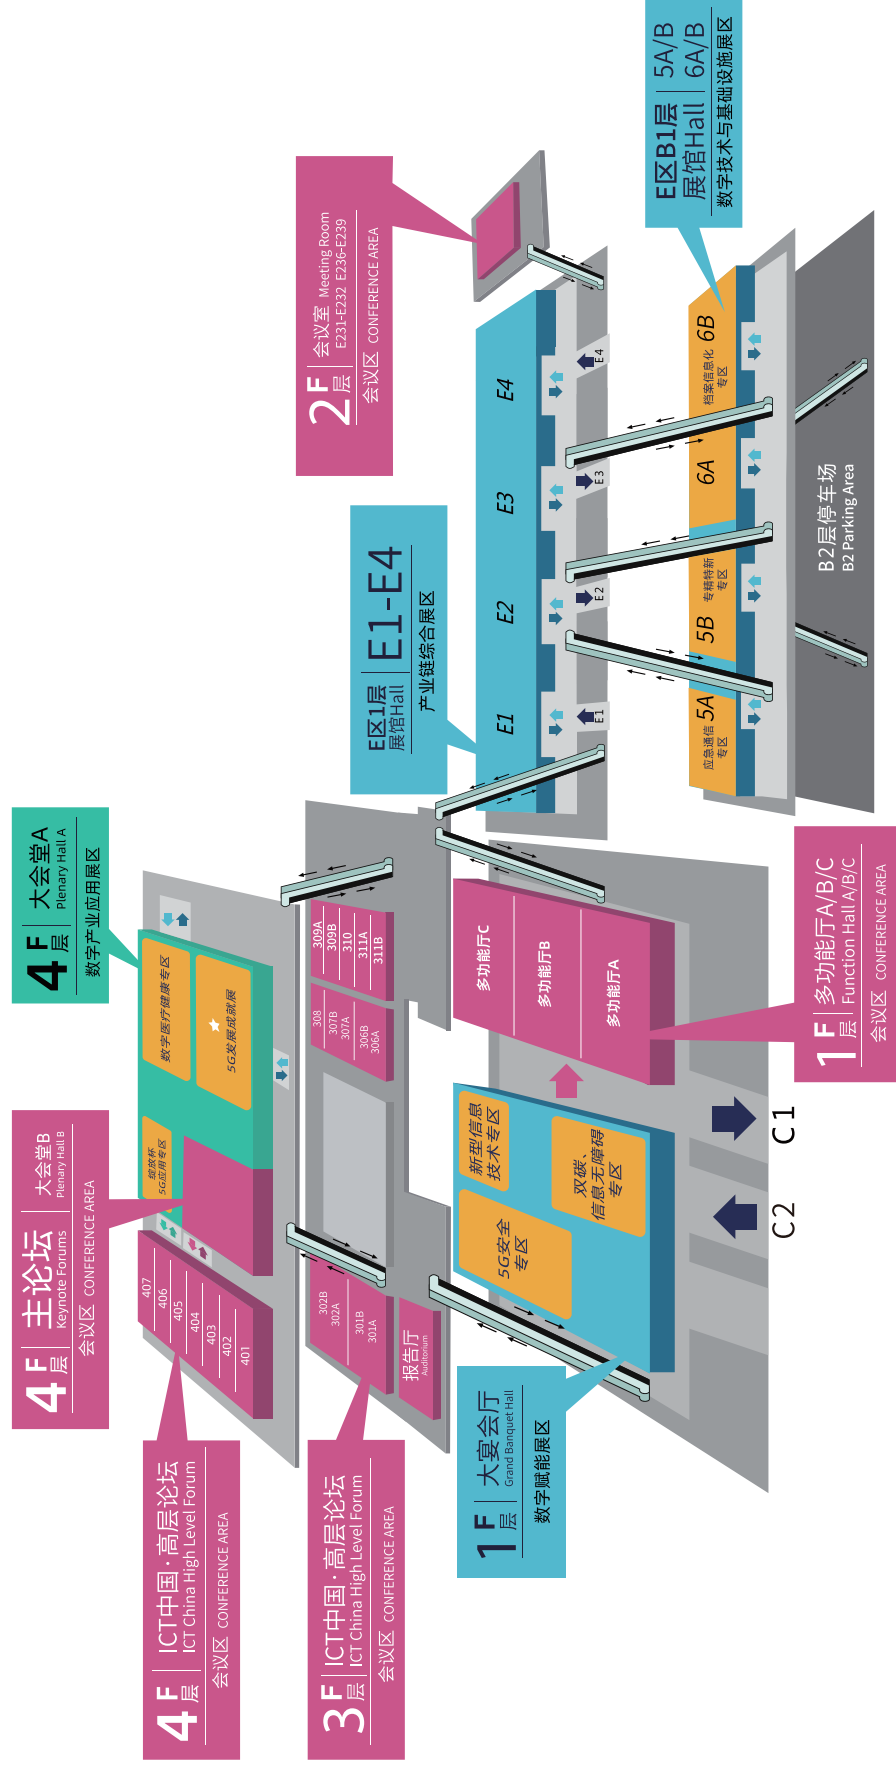 4F层
大会堂A
Plenary Hall A
数字产业应用展区
4F层
主论坛
Keynote Forums
大会堂B
Plenary Hall B
会议区 CONFERENCE AREA
4F层
ICT中国·高层论坛
ICT China High Level Forum
会议区 CONFERENCE AREA
3F层
ICT中国·高层论坛
ICT China High Level Forum
会议区 CONFERENCE AREA
2F层
会议室 Meeting Room
E231-E232 E236-E239
会议区 CONFERENCE AREA
E区1层
展馆Hall
E1-E4
产业链综合展区
E区B1层
展馆Hall
5A/B
6A/B
数字技术与基础设施展区
1F层
大宴会厅
Grand Banquet Hall
数字赋能展区
1F层
多功能厅A/B/C
Function Hall A/B/C
会议区 CONFERENCE AREA
数字医疗健康专区
5G发展成就展
绽放杯
5G应用专区
407
406
405
404
403
402
401
309A
309B
310
311A
311B
308
307B
307A
306B
306A
302B
302A
301B
301A
报告厅
Auditorium
多功能厅C
多功能厅B
多功能厅A
新型信息
技术专区
5G安全
专区
双碳、
信息无障碍
专区
C1
C2
E1
E2
E3
E4
E1
E2
E3
E4
应急通信
专区
5A
5B
专精特新
专区
6A
档案信息化
专区
6B
B2层停车场
B2 Parking Area